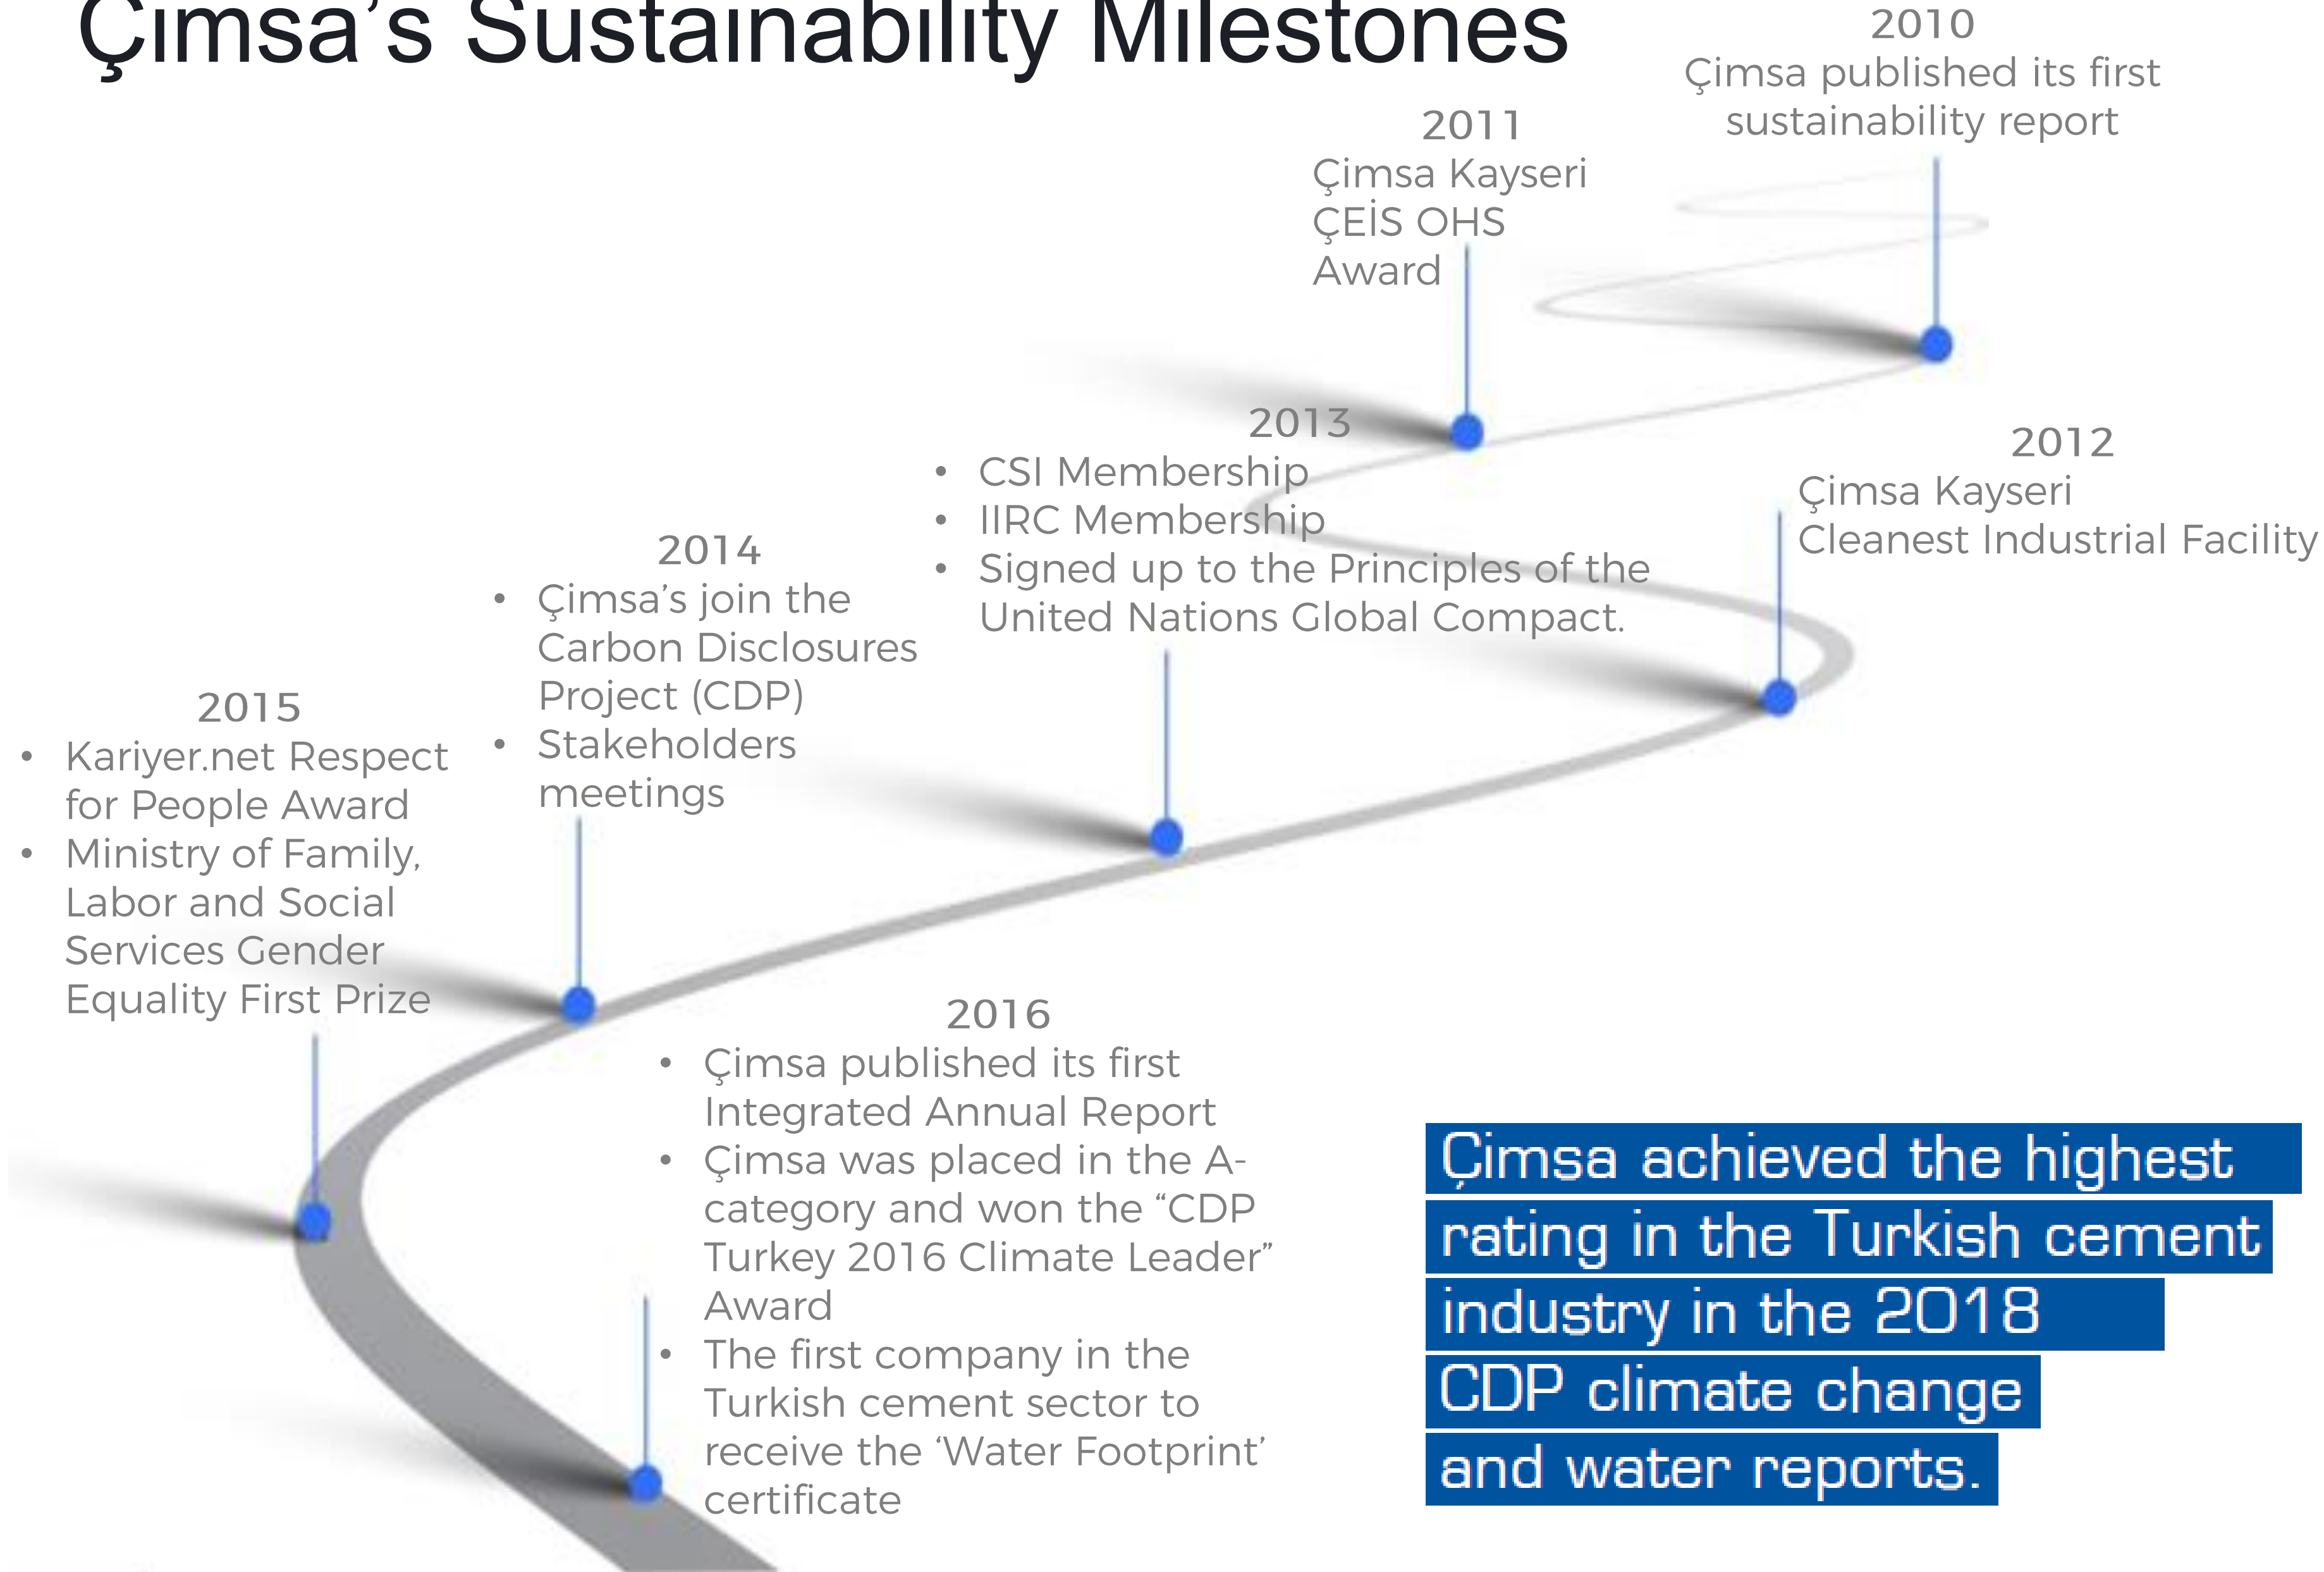 Çimsa’s Sustainability Milestones
2010
Çimsa published its first
sustainability report
2011
Çimsa Kayseri
ÇEİS OHS
Award
2012
Çimsa Kayseri
Cleanest Industrial Facility
2013
• CSI Membership
• IIRC Membership
• Signed up to the Principles of the
United Nations Global Compact.
2014
• Çimsa’s join the
Carbon Disclosures
Project (CDP)
• Stakeholders
meetings
2015
• Kariyer.net Respect
for People Award
• Ministry of Family,
Labor and Social
Services Gender
Equality First Prize
2016
• Çimsa published its first
Integrated Annual Report
• Çimsa was placed in the A-
category and won the “CDP
Turkey 2016 Climate Leader”
Award
• The first company in the
Turkish cement sector to
receive the ‘Water Footprint’
certificate
Çimsa achieved the highest
rating in the Turkish cement
industry in the 2018
CDP climate change
and water reports.